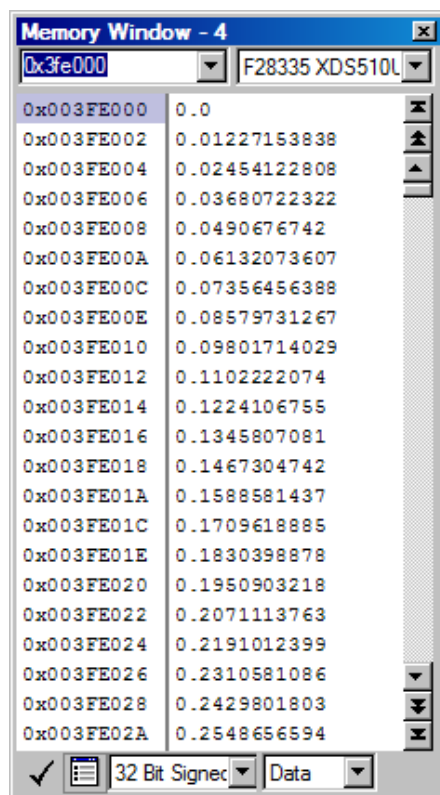 Memory Window - 4
0x3fe000 F28335 XDS510U
0x003FE000 0.0
0x003FE002 0.01227153838
0x003FE004 0.02454122808
0x003FE006 0.03680722322
0x003FE008 0.0490676742
0x003FE00A 0.06132073607
0x003FE00C 0.07356456388
0x003FE00E 0.08579731267
0x003FE010 0.09801714029
0x003FE012 0.1102222074
0x003FE014 0.1224106755
0x003FE016 0.1345807081
0x003FE018 0.1467304742
0x003FE01A 0.1588581437
0x003FE01C 0.1709618885
0x003FE01E 0.1830398878
0x003FE020 0.1950903218
0x003FE022 0.2071113763
0x003FE024 0.2191012399
0x003FE026 0.2310581086
0x003FE028 0.2429801803
0x003FE02A 0.2548656594
32 Bit Signec Data